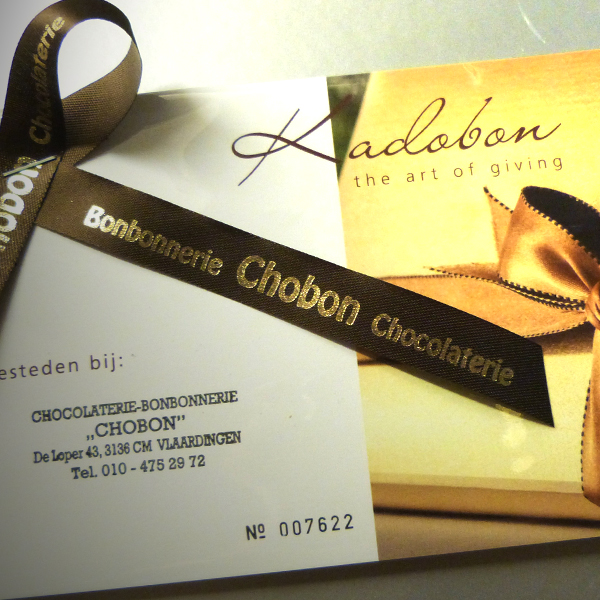 Chocolaterie
Kadobon
the art of giving
Bonbonnerie Chobon Chocolaterie
esteden bij:
CHOCOLATERIE-BONBONNERIE
„CHOBON”
De Loper 43, 3136 CM VLAARDINGEN
Tel. 010 - 475 29 72
Nº 007622